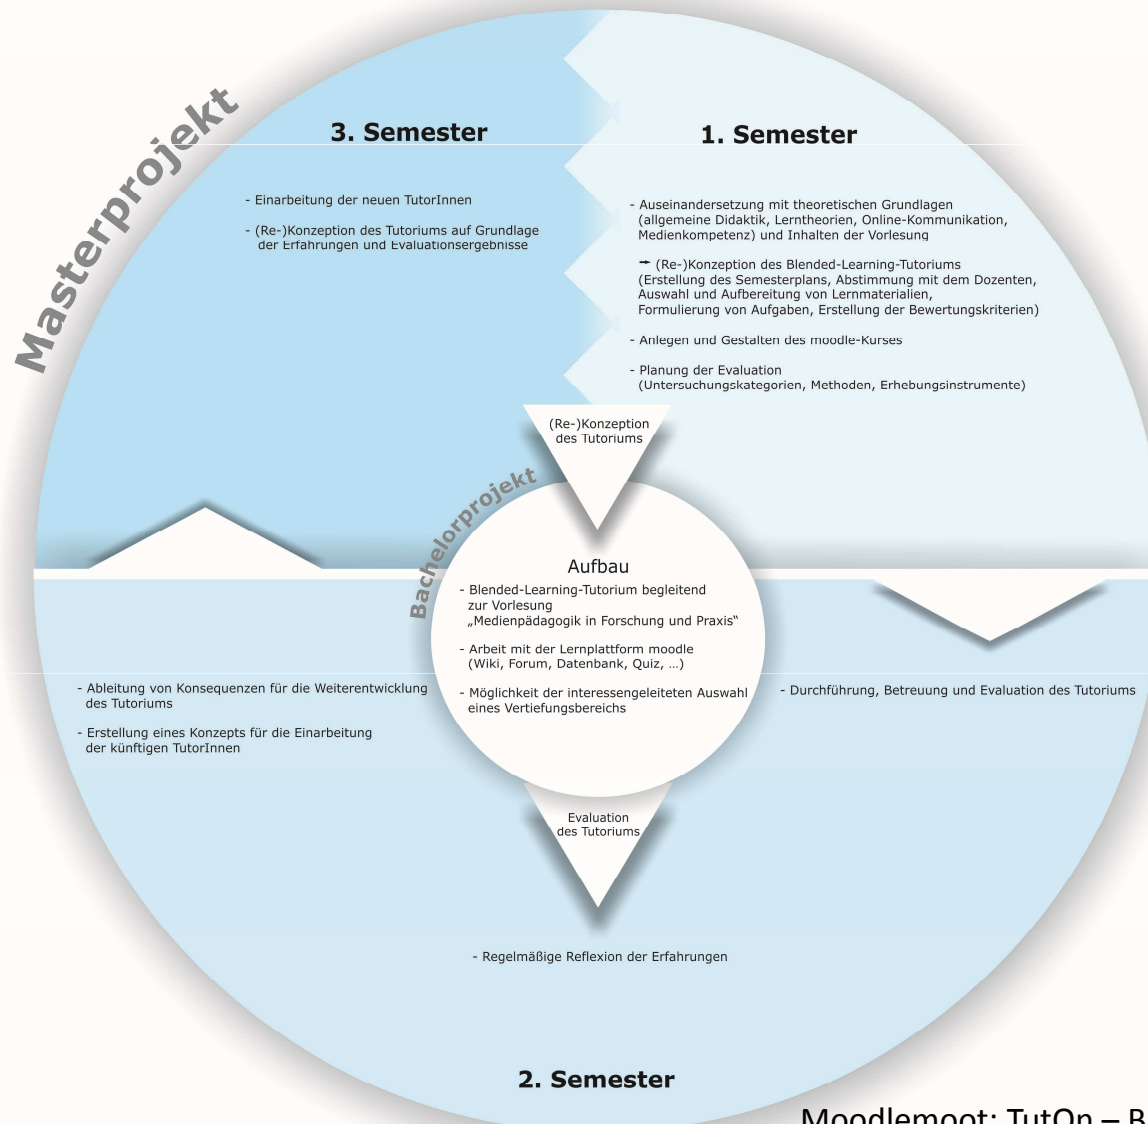 Masterprojekt
3. Semester
- Einarbeitung der neuen TutorInnen
- (Re-)Konzeption des Tutoriums auf Grundlage
der Erfahrungen und Evaluationsergebnisse
1. Semester
- Auseinandersetzung mit theoretischen Grundlagen
(allgemeine Didaktik, Lerntheorien, Online-Kommunikation,
Medienkompetenz) und Inhalten der Vorlesung
→ (Re-)Konzeption des Blended-Learning-Tutoriums
(Erstellung des Semesterplans, Abstimmung mit dem Dozenten,
Auswahl und Aufbereitung von Lernmaterialien,
Formulierung von Aufgaben, Erstellung der Bewertungskriterien)
- Anlegen und Gestalten des moodle-Kurses
- Planung der Evaluation
(Untersuchungskategorien, Methoden, Erhebungsinstrumente)
(Re-)Konzeption
des Tutoriums
Bachelorprojekt
Aufbau
- Blended-Learning-Tutorium begleitend
zur Vorlesung
„Medienpädagogik in Forschung und Praxis“
- Arbeit mit der Lernplattform moodle
(Wiki, Forum, Datenbank, Quiz, ...)
- Möglichkeit der interessengeleiteten Auswahl
eines Vertiefungsbereichs
- Ableitung von Konsequenzen für die Weiterentwicklung
des Tutoriums
- Erstellung eines Konzepts für die Einarbeitung
der künftigen TutorInnen
- Durchführung, Betreuung und Evaluation des Tutoriums
Evaluation
des Tutoriums
- Regelmäßige Reflexion der Erfahrungen
2. Semester
Moodlemoot: TutOn – B